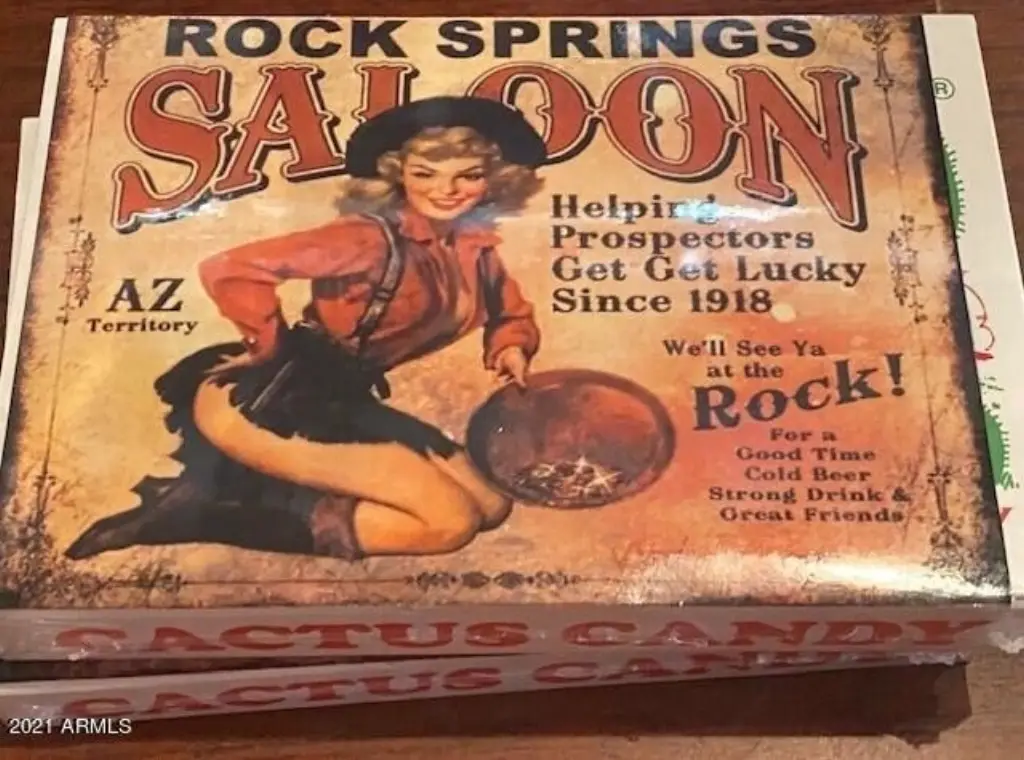 ROCK SPRINGS
SALOON
Helping
Prospectors
Get Get Lucky
Since 1918
AZ
Territory
We'll See Ya
at the
Rock!
For a
Good Time
Cold Beer
Strong Drink &
Great Friends
®
CACTUS CANDY
CACTUS CANDY
2021 ARMLS